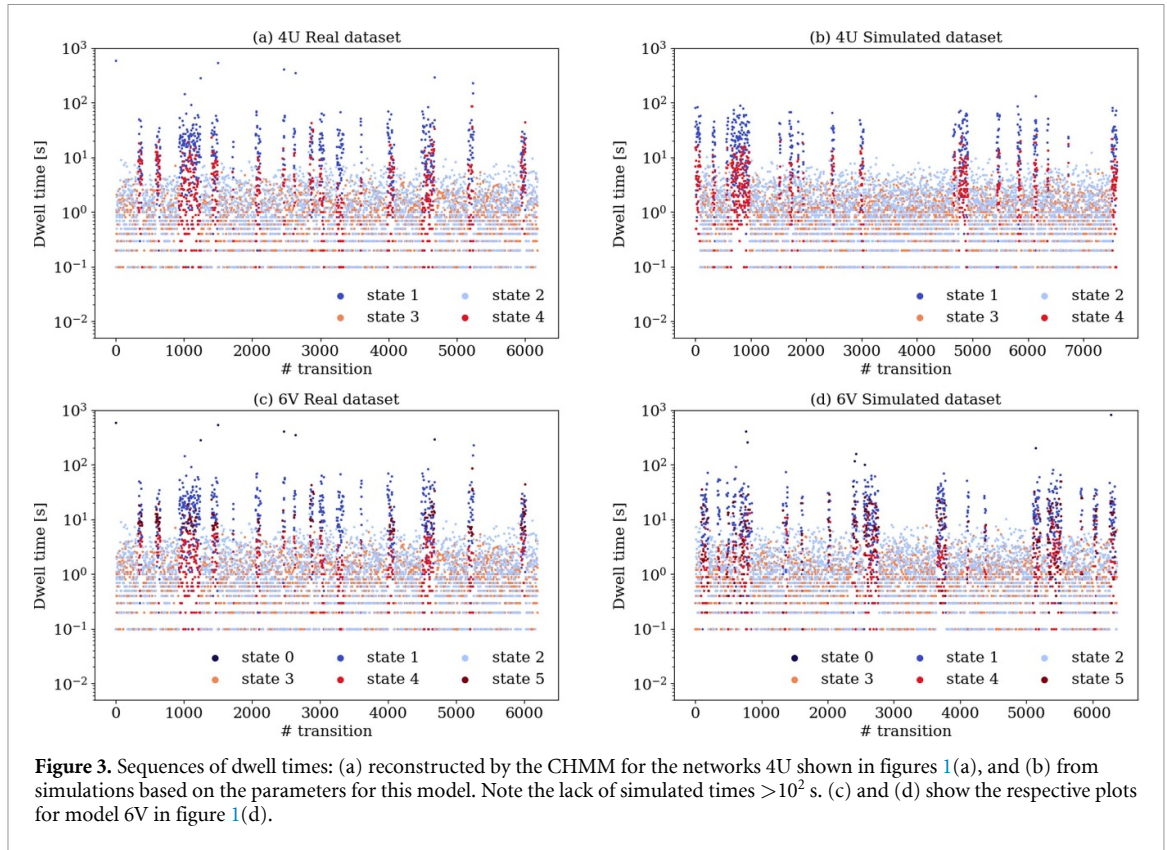 (a) 4U Real dataset
10³
10²
10¹
10⁰
10⁻¹
10⁻²
Dwell time [s]
state 1 state 2
state 3 state 4
0 1000 2000 3000 4000 5000 6000
# transition
(b) 4U Simulated dataset
10³
10²
10¹
10⁰
10⁻¹
10⁻²
Dwell time [s]
state 1 state 2
state 3 state 4
0 1000 2000 3000 4000 5000 6000 7000
# transition
(c) 6V Real dataset
10³
10²
10¹
10⁰
10⁻¹
10⁻²
Dwell time [s]
state 0 state 1 state 2
state 3 state 4 state 5
0 1000 2000 3000 4000 5000 6000
# transition
(d) 6V Simulated dataset
10³
10²
10¹
10⁰
10⁻¹
10⁻²
Dwell time [s]
state 0 state 1 state 2
state 3 state 4 state 5
0 1000 2000 3000 4000 5000 6000
# transition
Figure 3. Sequences of dwell times: (a) reconstructed by the CHMM for the networks 4U shown in figures 1(a), and (b) from
simulations based on the parameters for this model. Note the lack of simulated times >10² s. (c) and (d) show the respective plots
for model 6V in figure 1(d).